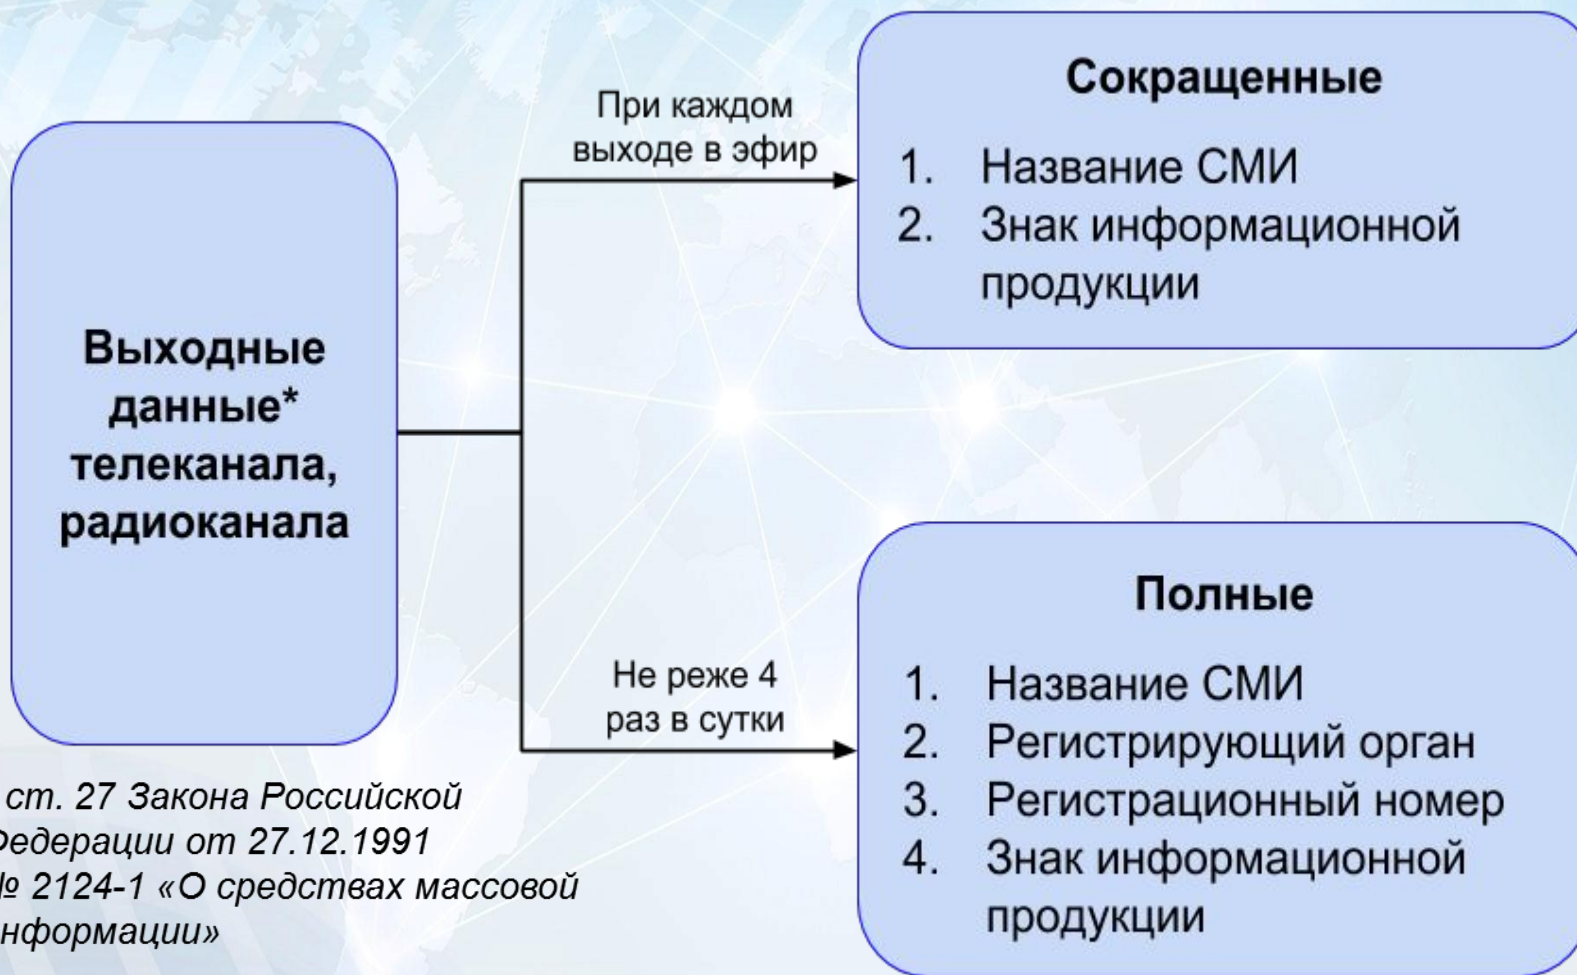 Выходные
данные*
телеканала,
радиоканала
При каждом
выходе в эфир
Сокращенные
1. Название СМИ
2. Знак информационной
продукции
Не реже 4
раз в сутки
Полные
1. Название СМИ
2. Регистрирующий орган
3. Регистрационный номер
4. Знак информационной
продукции
ст. 27 Закона Российской
Федерации от 27.12.1991
№ 2124-1 «О средствах массовой
информации»